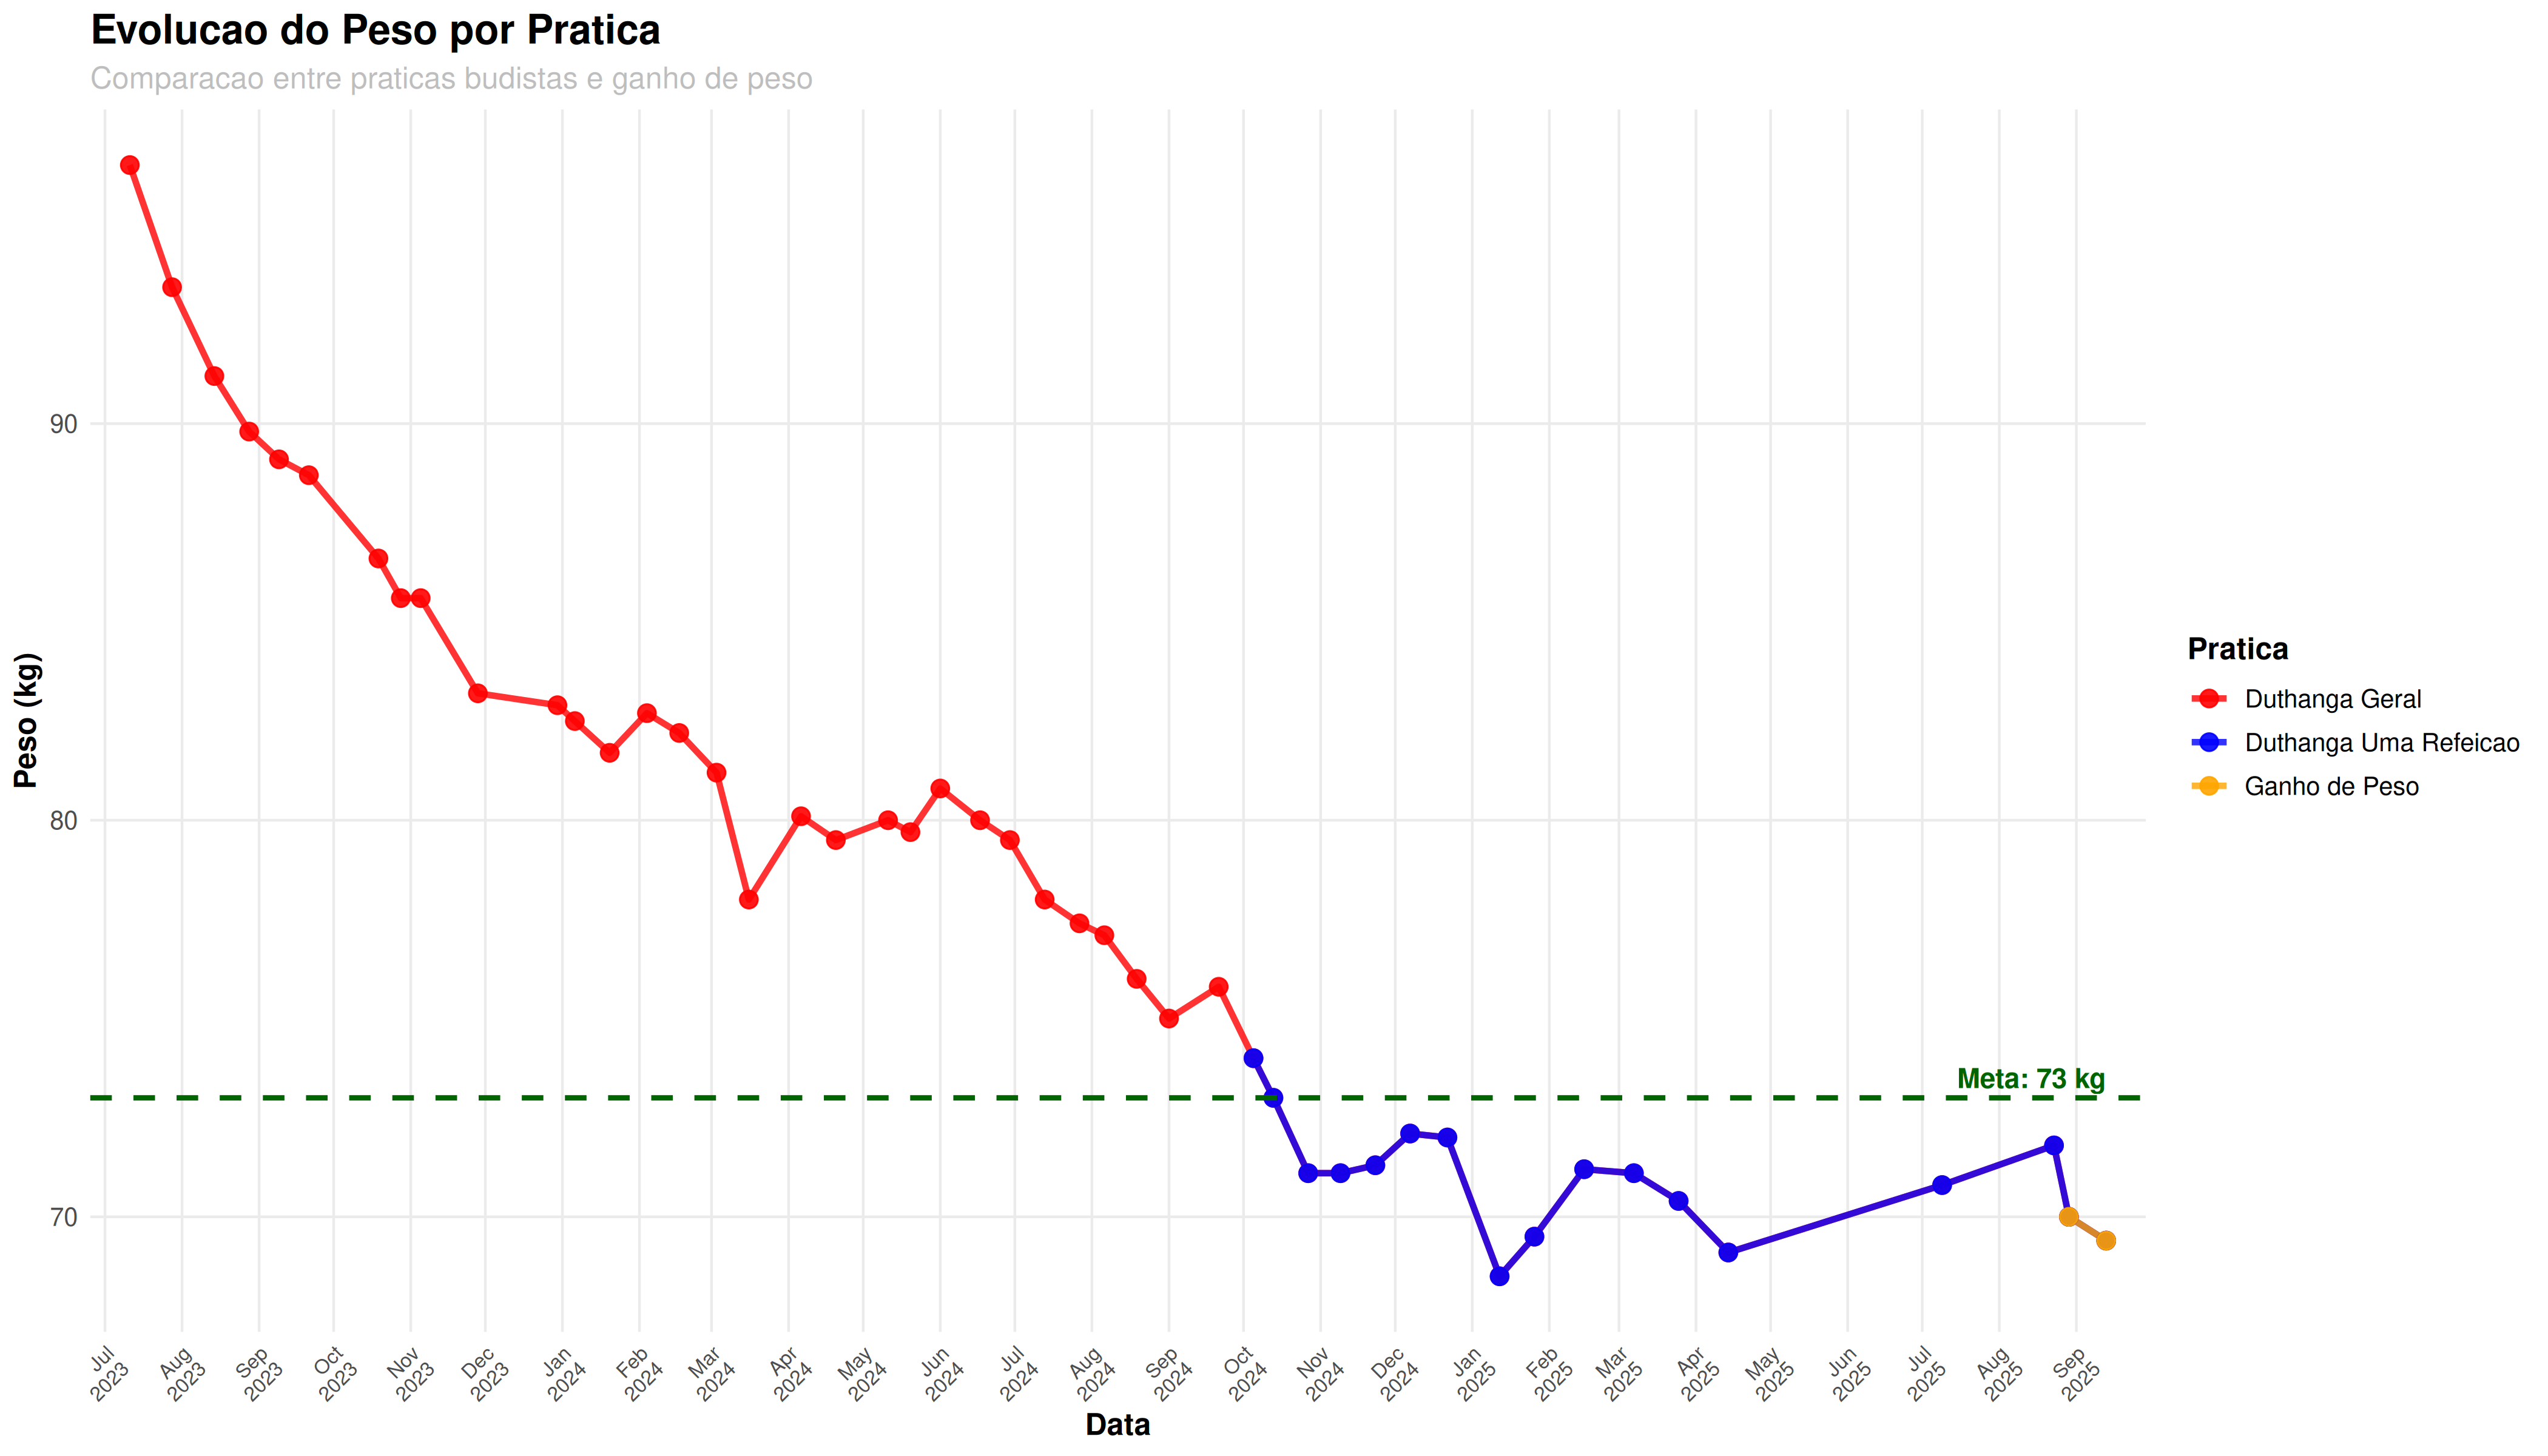 Evolucao do Peso por Pratica
Comparacao entre praticas budistas e ganho de peso
Peso (kg)
90
80
70
Meta: 73 kg
Pratica
Duthanga Geral
Duthanga Uma Refeicao
Ganho de Peso
Jul
2023
Aug
2023
Sep
2023
Oct
2023
Nov
2023
Dec
2023
Jan
2024
Feb
2024
Mar
2024
Apr
2024
May
2024
Jun
2024
Jul
2024
Aug
2024
Sep
2024
Oct
2024
Nov
2024
Dec
2024
Jan
2025
Feb
2025
Mar
2025
Apr
2025
May
2025
Jun
2025
Jul
2025
Aug
2025
Sep
2025
Data